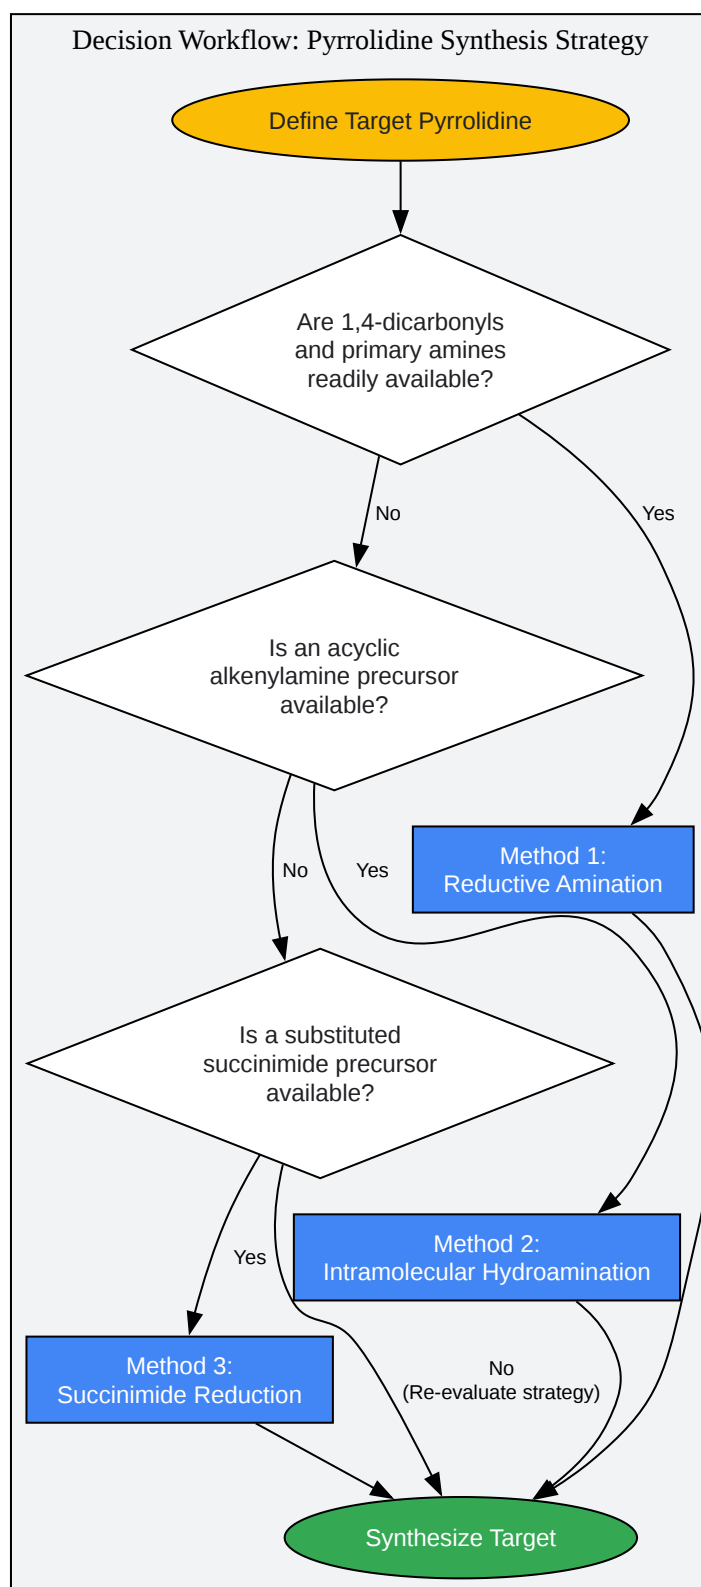 Decision Workflow: Pyrrolidine Synthesis Strategy
Define Target Pyrrolidine
Are 1,4-dicarbonyls
and primary amines
readily available?
No
Yes
Is an acyclic
alkenylamine precursor
available?
Method 1:
Reductive Amination
No
Yes
Is a substituted
succinimide precursor
available?
Method 2:
Intramolecular Hydroamination
Yes
Method 3:
Succinimide Reduction
No
(Re-evaluate strategy)
Synthesize Target